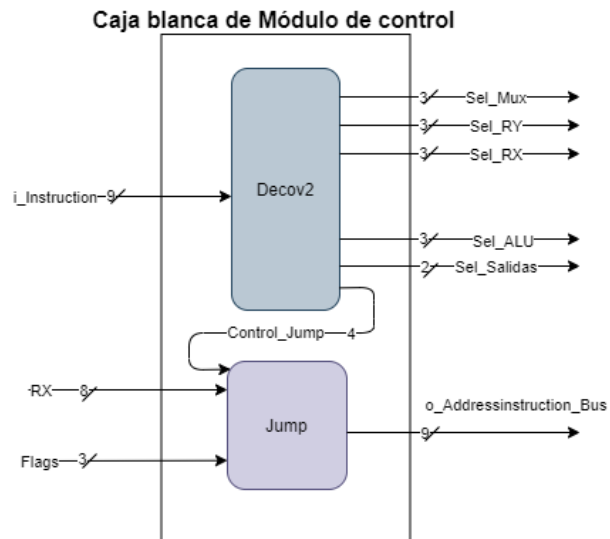 Caja blanca de Módulo de control
3 Sel_Mux
3 Sel_RY
3 Sel_RX
i_Instruction 9
Decov2
3 Sel_ALU
2 Sel_Salidas
Control_Jump 4
RX 8
o_Addressinstruction_Bus
Jump
9
Flags 3